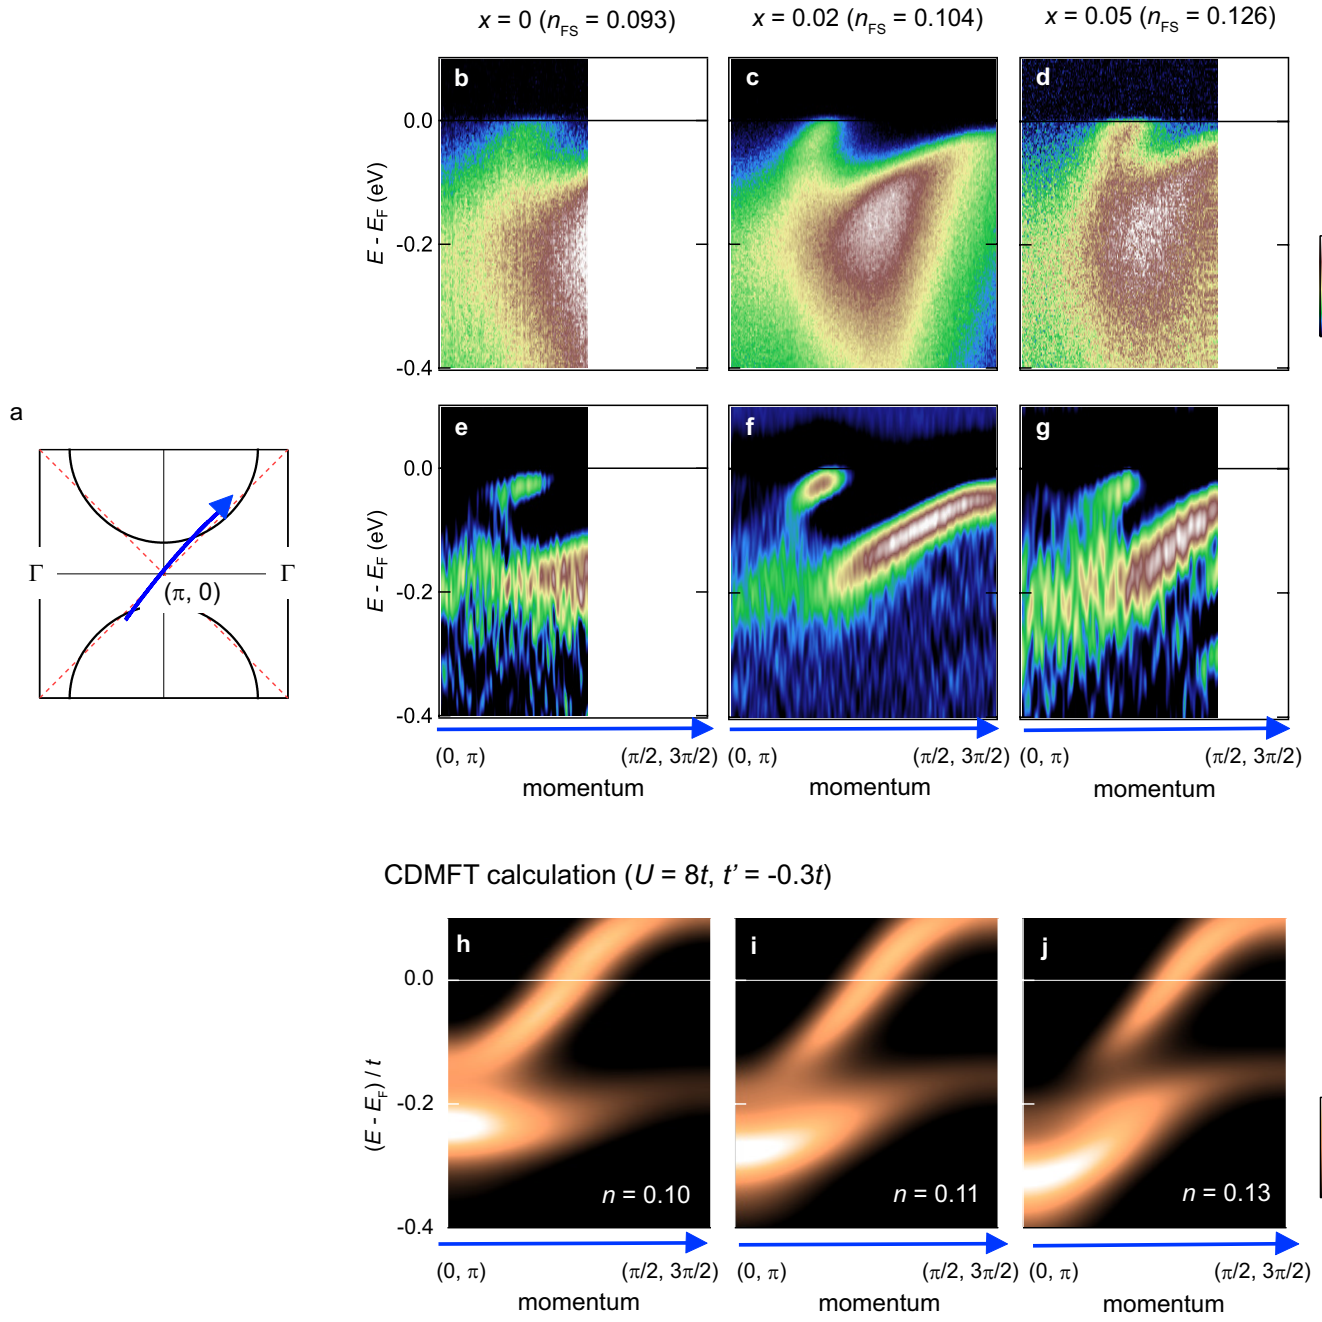 x = 0 (nFS = 0.093)
x = 0.02 (nFS = 0.104)
x = 0.05 (nFS = 0.126)
b
c
d
0.0
-0.2
-0.4
E - EF (eV)
a
Γ
Γ
(π, 0)
e
f
g
0.0
-0.2
-0.4
E - EF (eV)
(0, π)
(π/2, 3π/2)
(0, π)
(π/2, 3π/2)
(0, π)
(π/2, 3π/2)
momentum
momentum
momentum
CDMFT calculation (U = 8t, t' = -0.3t)
h
i
j
0.0
-0.2
-0.4
(E - EF) / t
n = 0.10
n = 0.11
n = 0.13
(0, π)
(π/2, 3π/2)
(0, π)
(π/2, 3π/2)
(0, π)
(π/2, 3π/2)
momentum
momentum
momentum